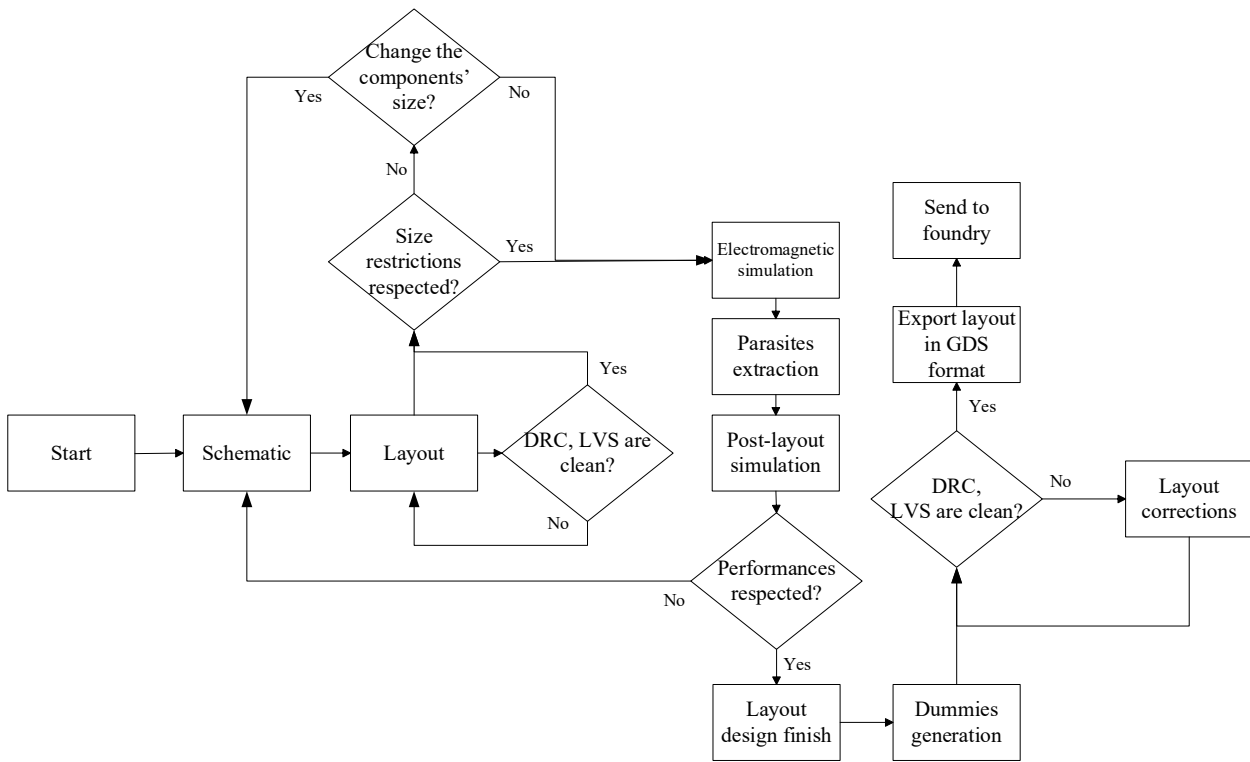 Change the
components’
size?
Yes
No
No
Size
restrictions
respected?
Yes
Electromagnetic
simulation
Send to
foundry
Parasites
extraction
Export layout
in GDS
format
Yes
Yes
Start
Schematic
Layout
DRC, LVS are
clean?
No
Post-layout
simulation
DRC,
LVS are clean?
No
Layout
corrections
Performances
respected?
No
Yes
Layout
design finish
Dummies
generation